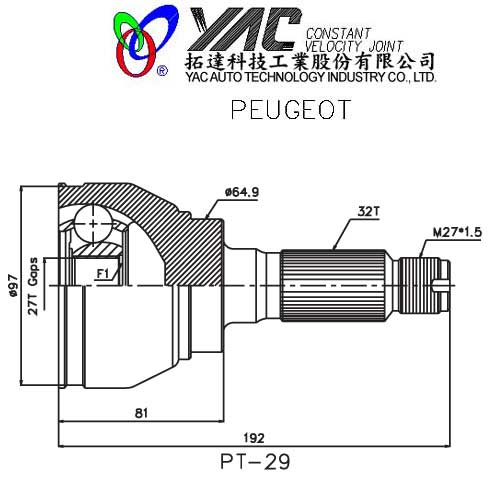 YAC CONSTANT
VELOCITY JOINT
®
拓達科技工業股份有限公司
YAC AUTO TECHNOLOGY INDUSTRY CO., LTD.
PEUGEOT
ø64.9
32T
M27*1.5
F1
ø97
27T Gaps
81
192
PT-29